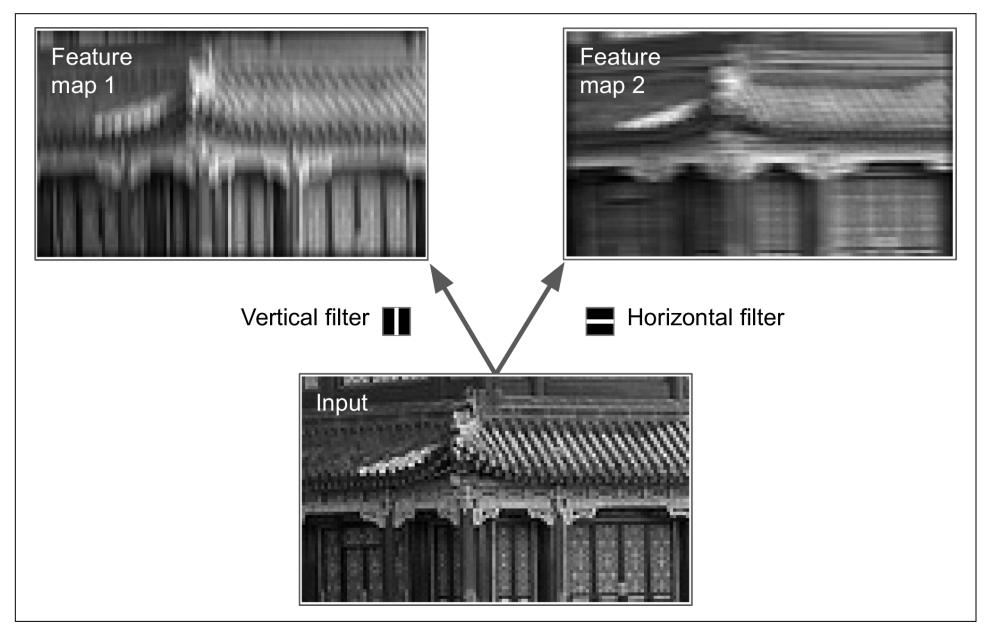 Feature
map 1
Feature
map 2
Vertical filter
Horizontal filter
Input